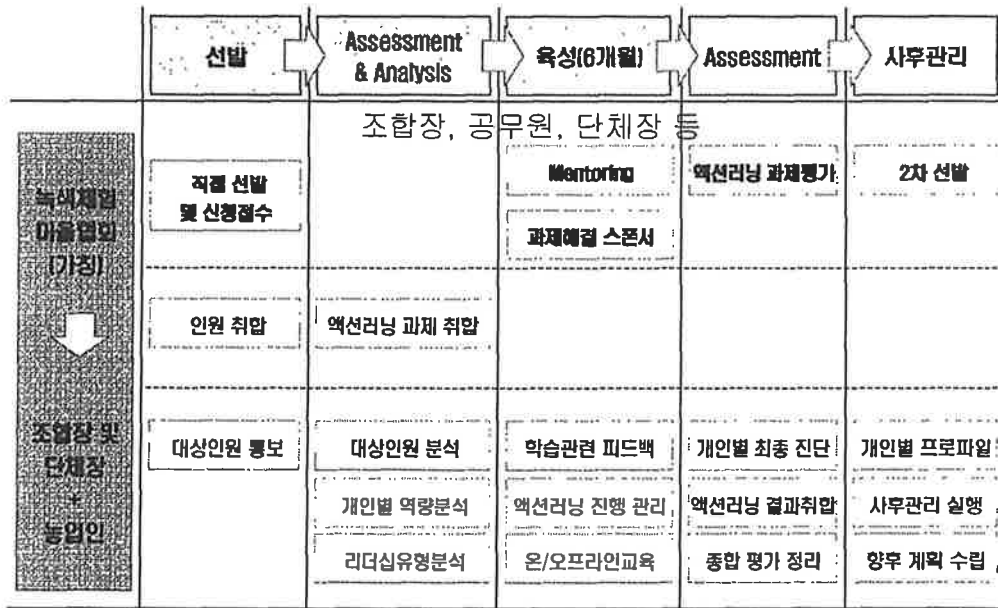 선발
Assessment
& Analysis
육성(6개월)
Assessment
사후관리
조합장, 공무원, 단체장 등
녹색체험
마을협회
(가칭)
직접 선발
및 신청접수
Mentoring
과제해결 스폰서
액션러닝 과제평가
2차 선발
인원 취합
액션러닝 과제 취합
조합장 및
단체장
+
농업인
대상인원 통보
대상인원 분석
학습관련 피드백
개인별 최종 진단
개인별 프로파일
개인별 역량분석
액션러닝 진행 관리
액션러닝 결과취합
사후관리 실행
리더십유형분석
온/오프라인교육
종합 평가 정리
향후 계획 수립